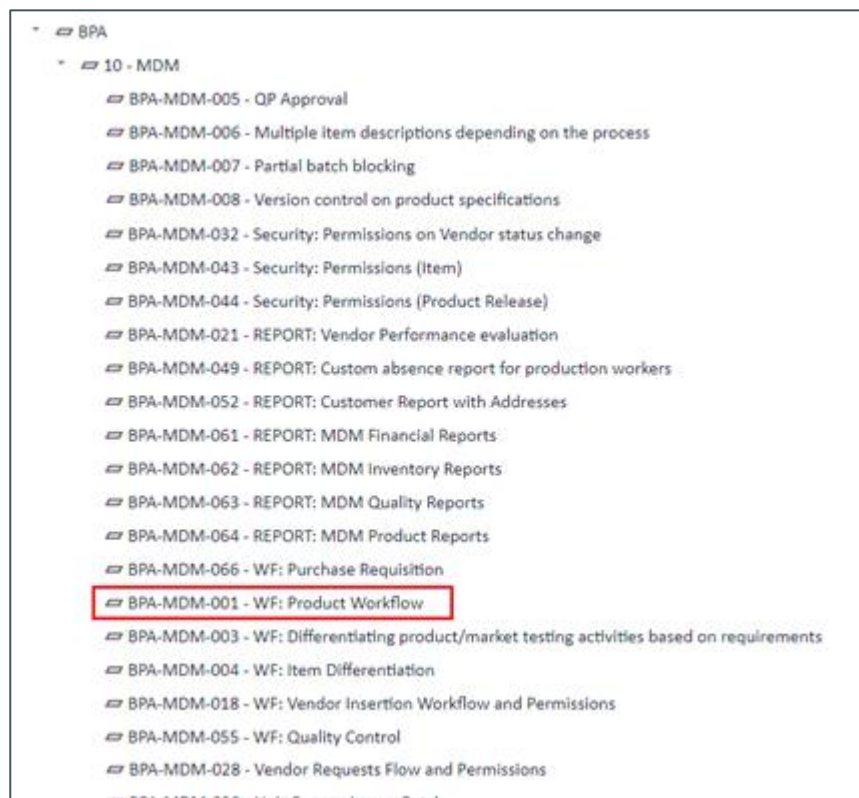 BPA
10 - MDM
BPA-MDM-005 - QP Approval
BPA-MDM-006 - Multiple item descriptions depending on the process
BPA-MDM-007 - Partial batch blocking
BPA-MDM-008 - Version control on product specifications
BPA-MDM-032 - Security: Permissions on Vendor status change
BPA-MDM-043 - Security: Permissions (Item)
BPA-MDM-044 - Security: Permissions (Product Release)
BPA-MDM-021 - REPORT: Vendor Performance evaluation
BPA-MDM-049 - REPORT: Custom absence report for production workers
BPA-MDM-052 - REPORT: Customer Report with Addresses
BPA-MDM-061 - REPORT: MDM Financial Reports
BPA-MDM-062 - REPORT: MDM Inventory Reports
BPA-MDM-063 - REPORT: MDM Quality Reports
BPA-MDM-064 - REPORT: MDM Product Reports
BPA-MDM-066 - WF: Purchase Requisition
BPA-MDM-001 - WF: Product Workflow
BPA-MDM-003 - WF: Differentiating product/market testing activities based on requirements
BPA-MDM-004 - WF: Item Differentiation
BPA-MDM-018 - WF: Vendor Insertion Workflow and Permissions
BPA-MDM-055 - WF: Quality Control
BPA-MDM-028 - Vendor Requests Flow and Permissions